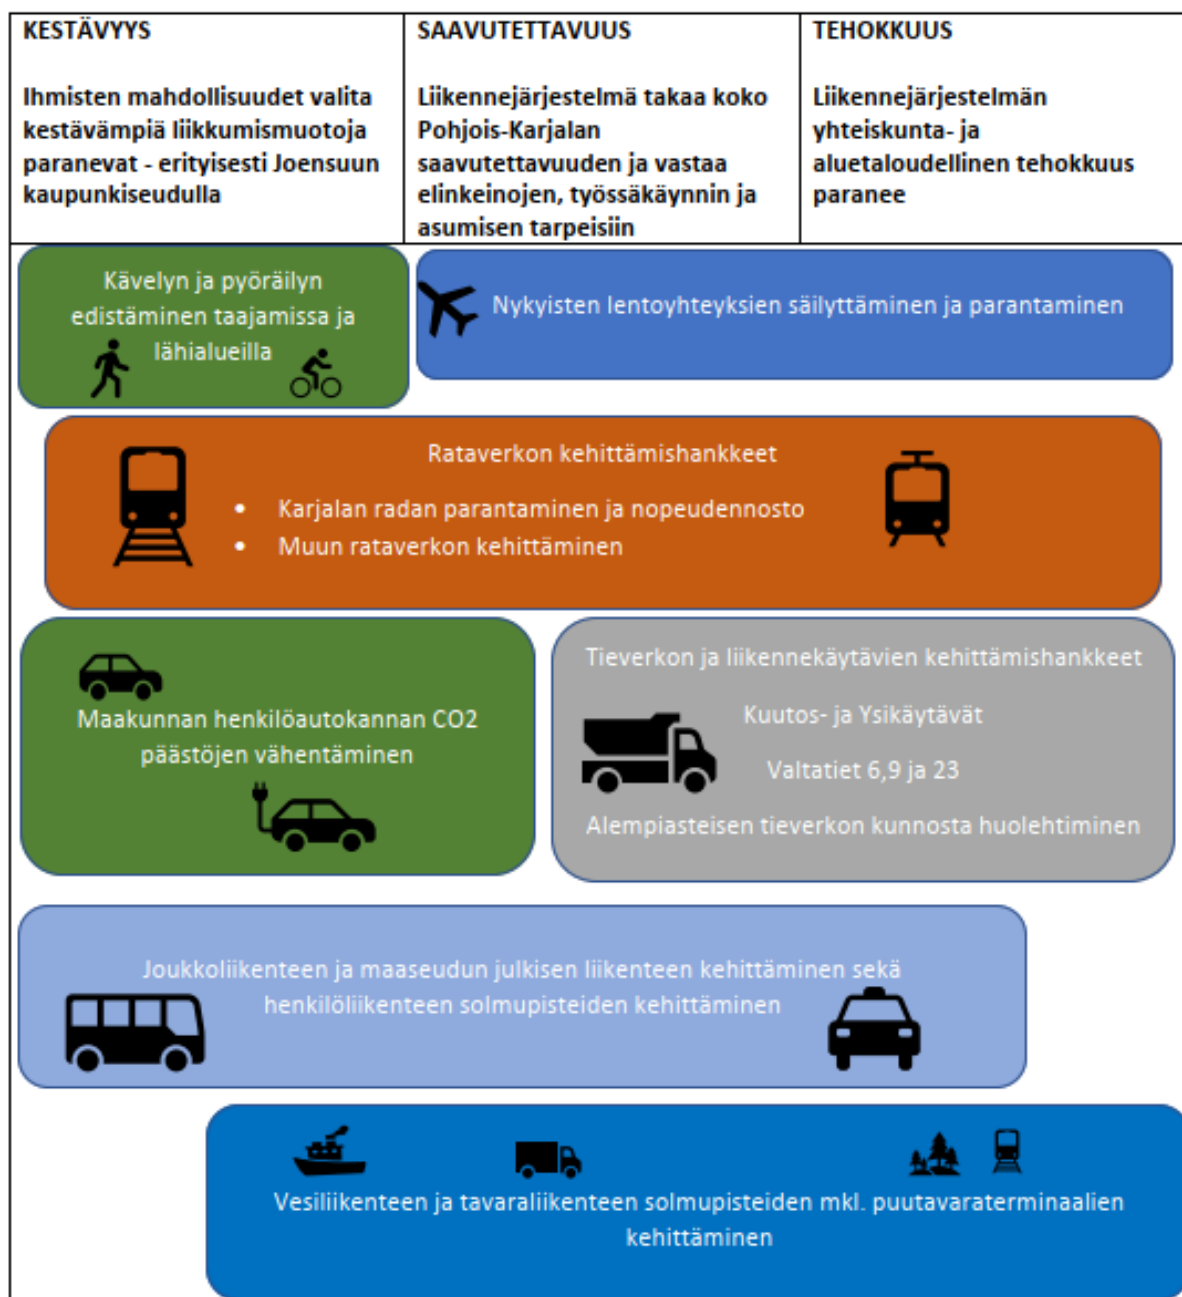 KESTÄVYYS
Ihmisten mahdollisuudet valita
kestävämpiä liikkumismuotoja
paranevat - erityisesti Joensuun
kaupunkiseudulla
SAAVUTETTAVUUS
Liikennejärjestelmä takaa koko
Pohjois-Karjalan
saavutettavuuden ja vastaa
elinkeinojen, työssäkäynnin ja
asumisen tarpeisiin
TEHOKKUUS
Liikennejärjestelmän
yhteiskunta- ja
aluetaloudellinen tehokkuus
paranee
Kävelyn ja pyöräilyn
edistäminen taajamissa ja
lähialueilla
Nykyisten lentoyhteyksien säilyttäminen ja parantaminen
Rataverkon kehittämishankkeet
• Karjalan radan parantaminen ja nopeudennosto
• Muun rataverkon kehittäminen
Maakunnan henkilöautokannan CO2
päästöjen vähentäminen
Tieverkon ja liikennekäytävien kehittämishankkeet
Kuutos- ja Ysikäytävät
Valtatiet 6,9 ja 23
Alempiasteisen tieverkon kunnosta huolehtiminen
Joukkoliikenteen ja maaseudun julkisen liikenteen kehittäminen sekä
henkilöliikenteen solmupisteiden kehittäminen
Vesiliikenteen ja tavaraliikenteen solmupisteiden mkl. puutavaraterminaalien
kehittäminen